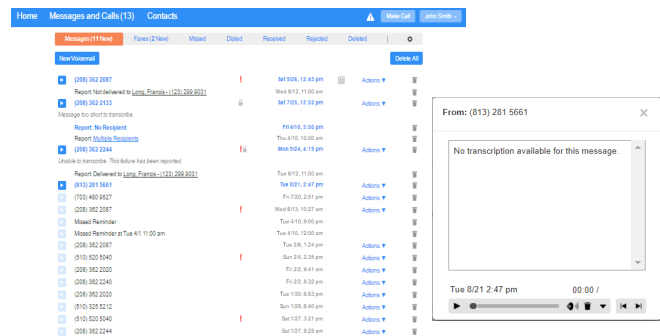 Home Messages and Calls (13) Contacts Make Call John Smith
Messages (11 New) Faxes (2 New) Missed Dialed Received Rejected Deleted
New Voicemail Delete All
(208) 362 2087 ! Sat 5/26, 12:43 pm Actions ▼
Report: Not delivered to Long, Francis - (123) 299 9031 Wed 8/12, 11:00 am
(208) 362 2133 Sat 7/25, 12:52 pm Actions ▼
Message too short to transcribe.
Report: No Recipient Fri 4/18, 3:00 pm
Report Multiple Recipients Thu 4/16, 10:00 am
(208) 362 2244 ! Mon 9/24, 4:19 pm Actions ▼
Unable to transcribe. This failure has been reported.
Report Delivered to Long, Francis - (123) 299 9031 Tue 8/12, 11:00 am
(813) 281 5661 Tue 8/21, 2:47 pm Actions ▼
(703) 480 9527 Fri 7/20, 2:51 pm Actions ▼
(208) 352 2087 ! Wed 6/13, 10:27 am Actions ▼
Missed Reminder Tue 4/10, 9:00 pm
Missed Reminder at Tue 4/1 11:00 am Tue 4/10, 12:00 am
(208) 362 2087 Tue 2/6, 1:24 pm Actions ▼
(510) 520 5040 ! Sun 2/4, 2:35 pm Actions ▼
(208) 362 2020 Fri 2/2, 9:41 am Actions ▼
(208) 362 2240 Fri 2/2, 8:32 pm Actions ▼
(208) 362 2020 Tue 1/30, 6:53 pm Actions ▼
(510) 325 5212 Sun 1/28, 8:40 pm Actions ▼
(510) 520 5040 ! Sat 1/27, 3:21 pm Actions ▼
(208) 362 2244 Sat 1/27, 9:25 am Actions ▼
From: (813) 281 5661
No transcription available for this message.
Tue 8/21 2:47 pm 00:00 /